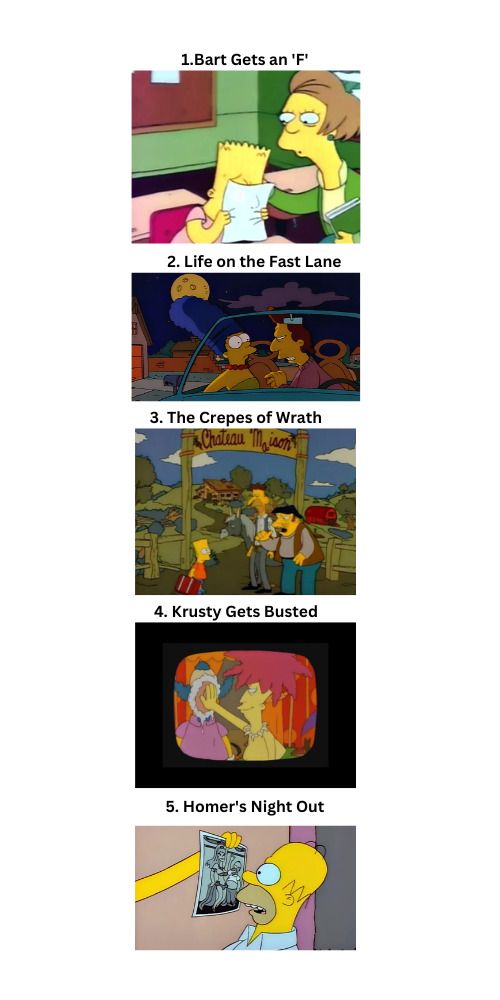 1.Bart Gets an 'F'
2. Life on the Fast Lane
3. The Crepes of Wrath
Chateau Maison
4. Krusty Gets Busted
5. Homer's Night Out